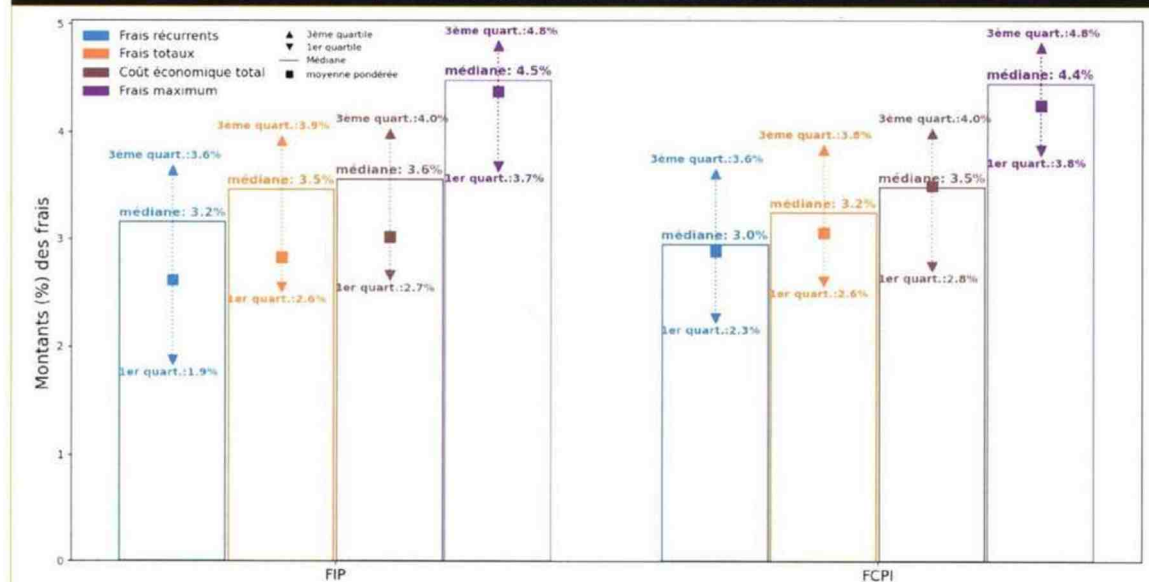 Frais récurrents
Frais totaux
Coût économique total
Frais maximum
3ème quartile
1er quartile
Médiane
moyenne pondérée
Montants (%) des frais
5
4
3
2
1
0
3ème quart.:3.6%
médiane: 3.2%
1er quart.:1.9%
3ème quart.:3.9%
médiane: 3.5%
1er quart.:2.6%
3ème quart.:4.0%
médiane: 3.6%
1er quart.:2.7%
3ème quart.:4.8%
médiane: 4.5%
1er quart.:3.7%
3ème quart.:3.6%
médiane: 3.0%
1er quart.:2.3%
3ème quart.:3.8%
médiane: 3.2%
1er quart.:2.6%
3ème quart.:4.0%
médiane: 3.5%
1er quart.:2.8%
3ème quart.:4.8%
médiane: 4.4%
1er quart.:3.8%
FIP
FCPI